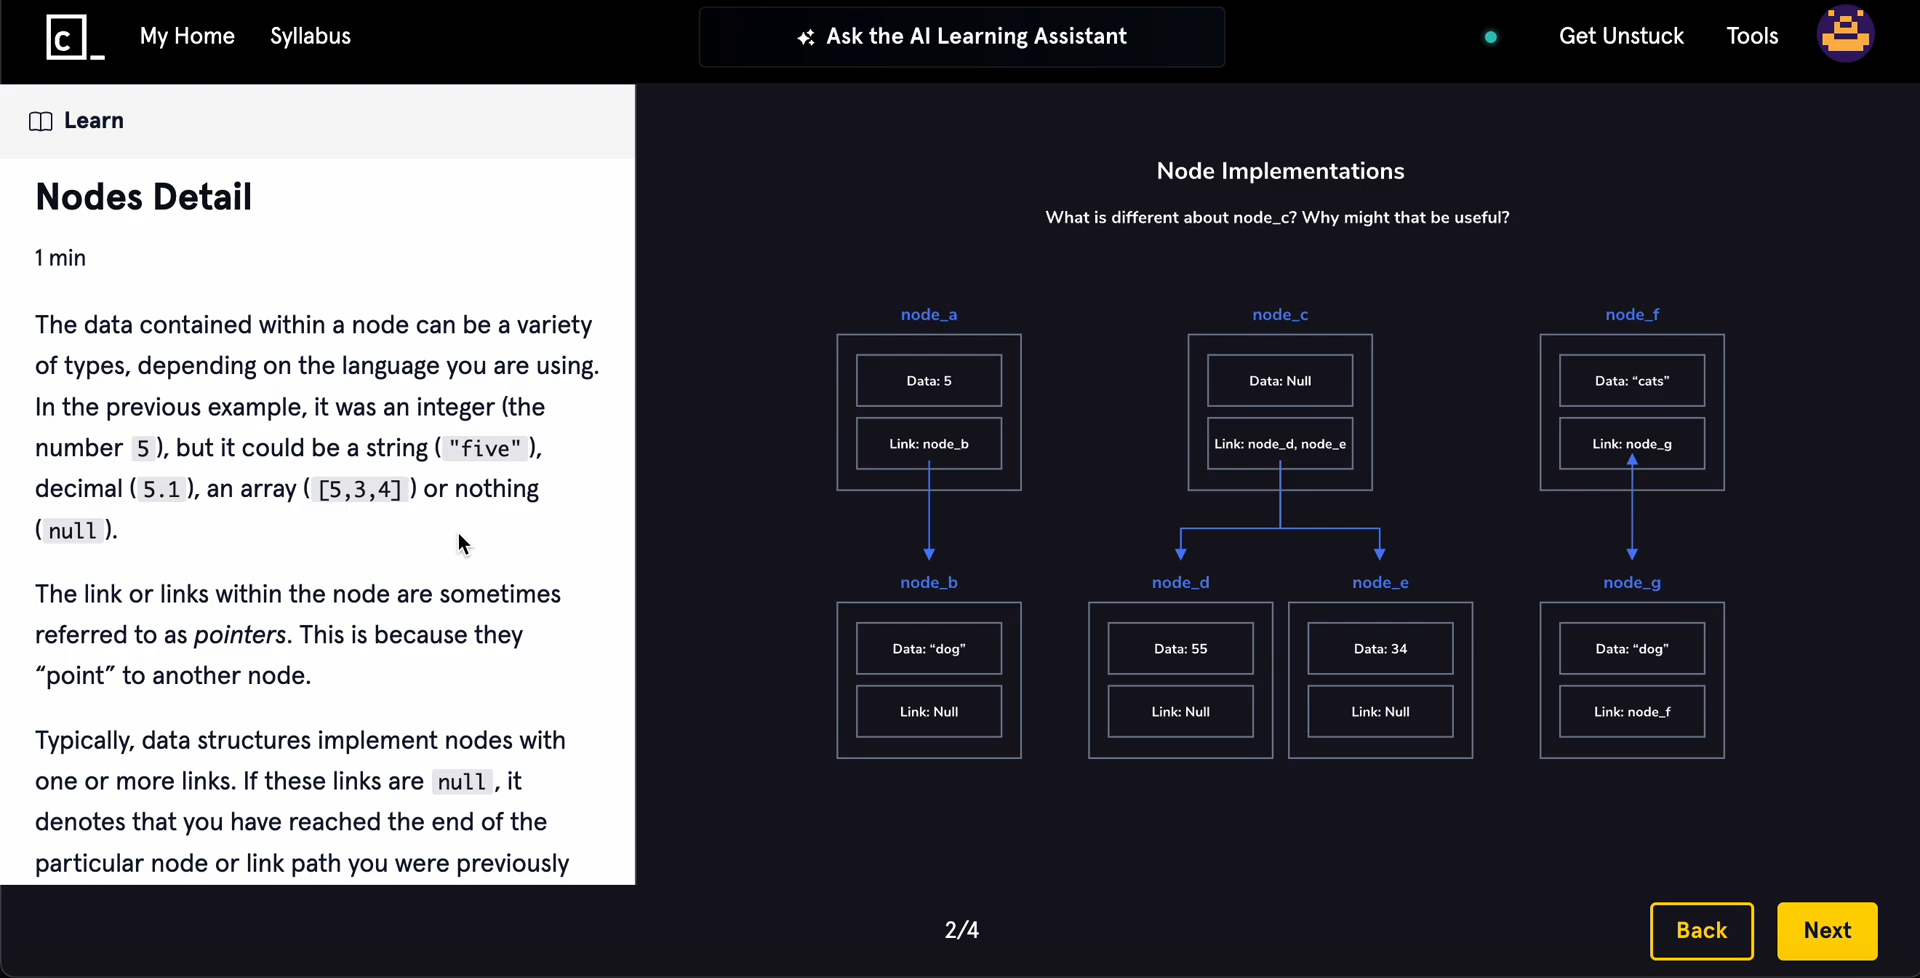 C_
My Home
Syllabus
Ask the AI Learning Assistant
Get Unstuck
Tools
Learn
Nodes Detail
1 min
The data contained within a node can be a variety
of types, depending on the language you are using.
In the previous example, it was an integer (the
number 5), but it could be a string ("five"),
decimal (5.1), an array ([5,3,4]) or nothing
(null).
The link or links within the node are sometimes
referred to as pointers. This is because they
“point” to another node.
Typically, data structures implement nodes with
one or more links. If these links are null, it
denotes that you have reached the end of the
particular node or link path you were previously
Node Implementations
What is different about node_c? Why might that be useful?
node_a
Data: 5
Link: node_b
node_c
Data: Null
Link: node_d, node_e
node_f
Data: “cats”
Link: node_g
node_b
Data: “dog”
Link: Null
node_d
Data: 55
Link: Null
node_e
Data: 34
Link: Null
node_g
Data: “dog”
Link: node_f
2/4
Back
Next